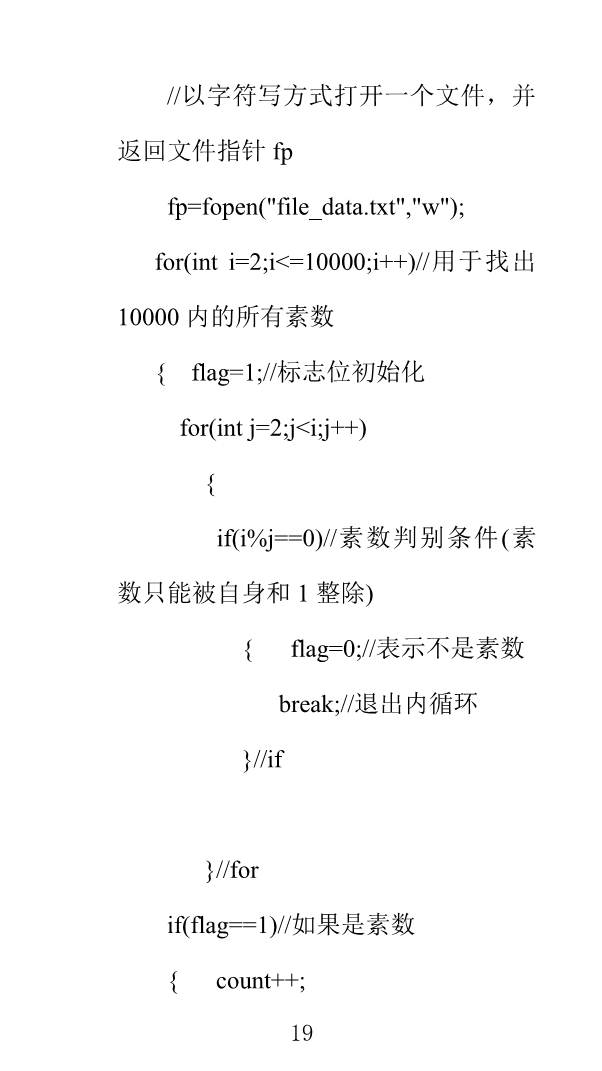 //以字符写方式打开一个文件，并
返回文件指针 fp
fp=fopen("file_data.txt","w");
for(int i=2;i<=10000;i++)//用于找出
10000 内的所有素数
{ flag=1;//标志位初始化
for(int j=2;j<i;j++)
{
if(i%j==0)//素数判别条件(素
数只能被自身和 1 整除)
{ flag=0;//表示不是素数
break;//退出内循环
}//if
}//for
if(flag==1)//如果是素数
{ count++;
19